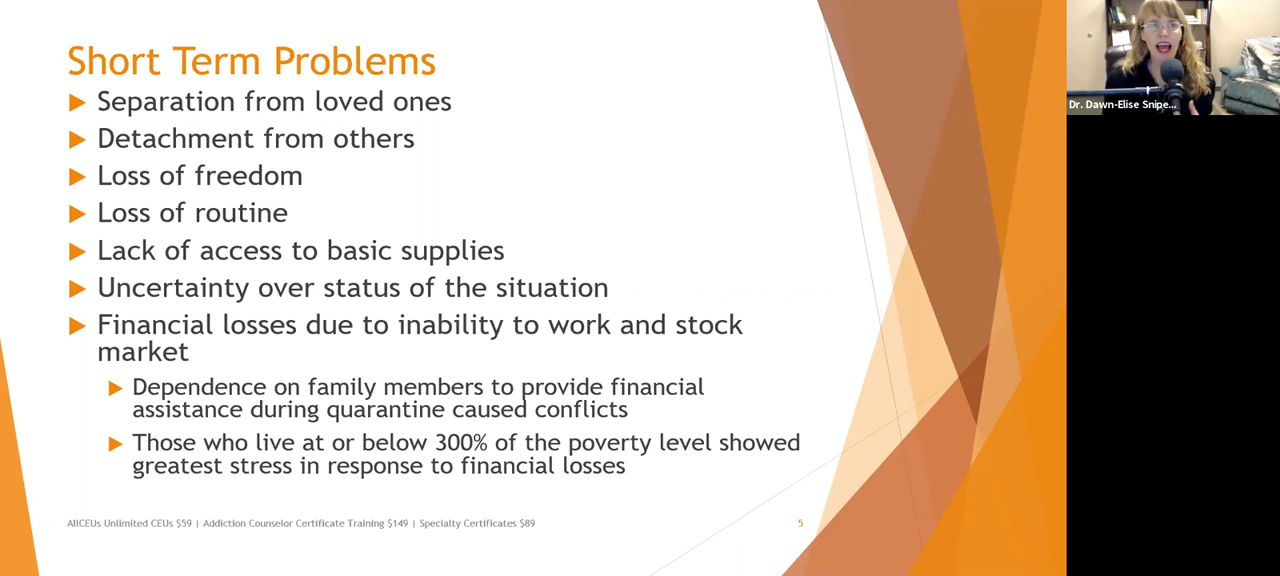 Short Term Problems
Separation from loved ones
Detachment from others
Loss of freedom
Loss of routine
Lack of access to basic supplies
Uncertainty over status of the situation
Financial losses due to inability to work and stock
market
Dependence on family members to provide financial
assistance during quarantine caused conflicts
Those who live at or below 300% of the poverty level showed
greatest stress in response to financial losses
AllCEUs Unlimited CEUs $59 | Addiction Counselor Certificate Training $149 | Specialty Certificates $89
5
Dr. Dawn-Elise Snipe...